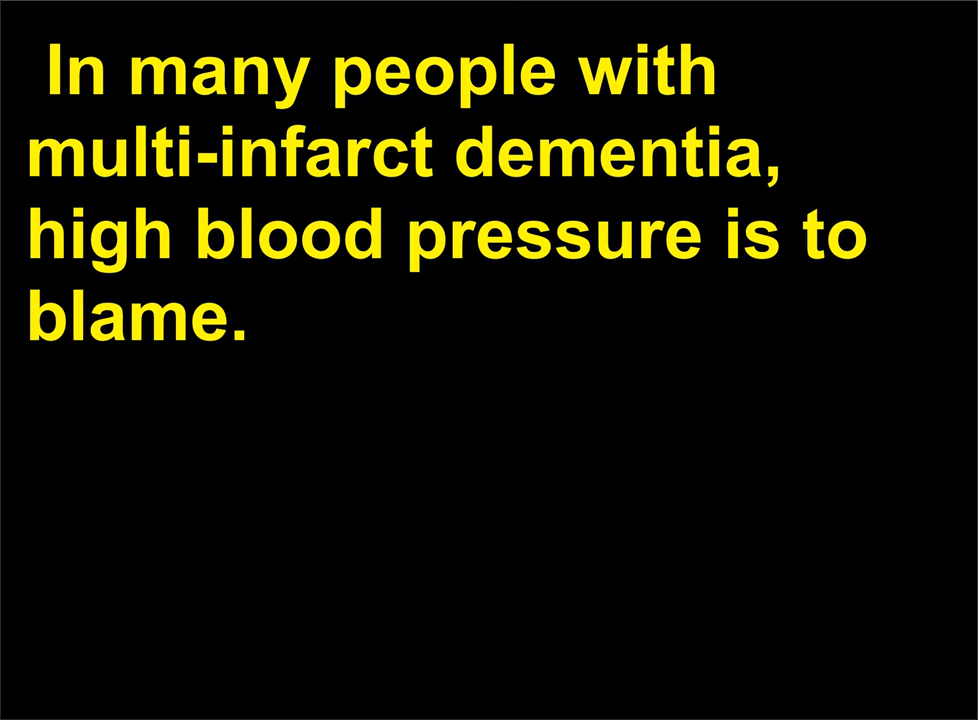 In many people with
multi-infarct dementia,
high blood pressure is to
blame.